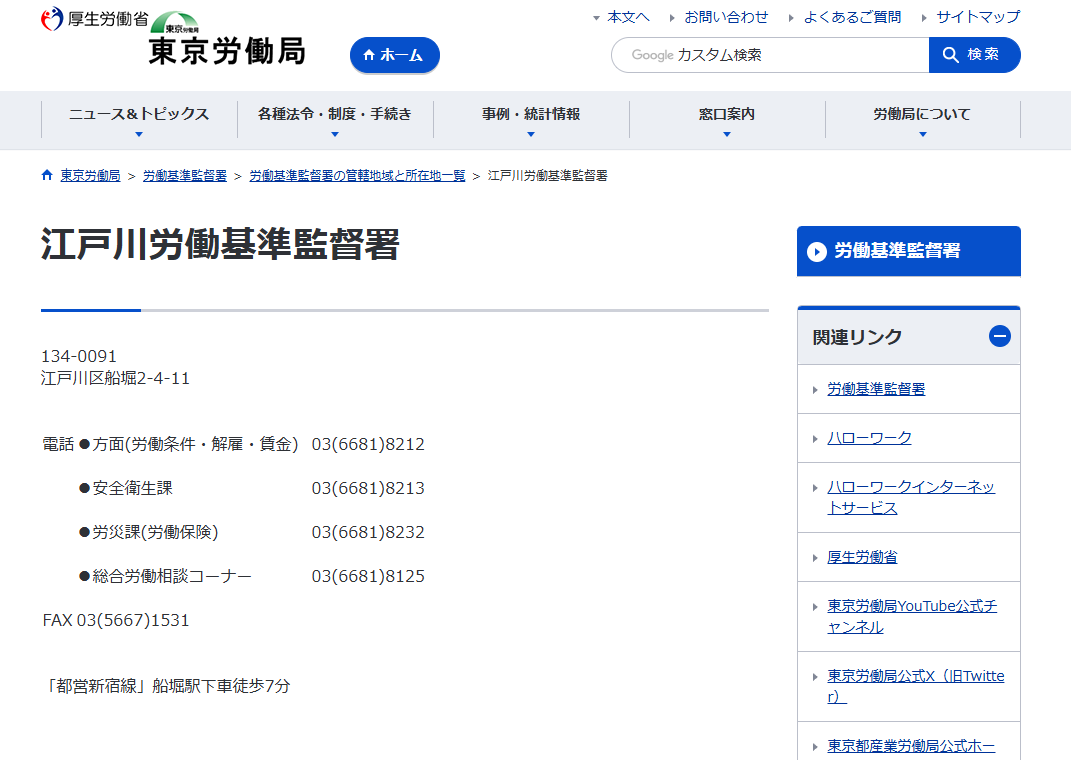 厚生労働省
東京労働局
東京労働局
ホーム
本文へ
お問い合わせ
よくあるご質問
サイトマップ
Google カスタム検索
検索
ニュース&トピックス
各種法令・制度・手続き
事例・統計情報
窓口案内
労働局について
東京労働局 > 労働基準監督署 > 労働基準監督署の管轄地域と所在地一覧 > 江戸川労働基準監督署
江戸川労働基準監督署
134-0091
江戸川区船堀2-4-11
電話 ●方面(労働条件・解雇・賃金) 03(6681)8212
●安全衛生課 03(6681)8213
●労災課(労働保険) 03(6681)8232
●総合労働相談コーナー 03(6681)8125
FAX 03(5667)1531
「都営新宿線」船堀駅下車徒歩7分
労働基準監督署
関連リンク
労働基準監督署
ハローワーク
ハローワークインターネッ
トサービス
厚生労働省
東京労働局YouTube公式チ
ャンネル
東京労働局公式X（旧Twitte
r）
東京都産業労働局公式ホー